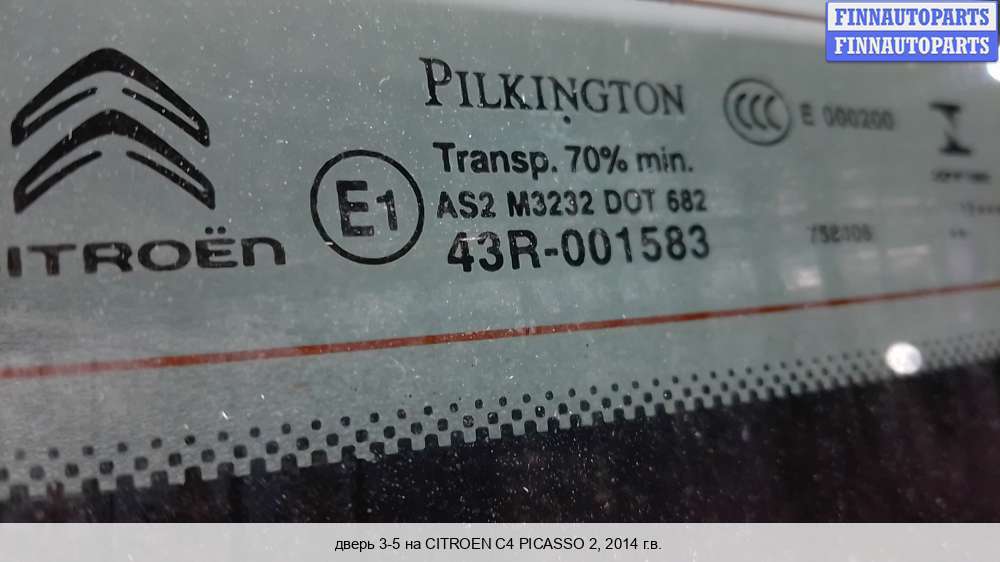 FINNAUTOPARTS
FINNAUTOPARTS
PILKINGTON
CCC E 000200
Transp. 70% min.
E1
AS2 M3232 DOT 682
43R-001583
CITROËN
дверь 3-5 на CITROEN C4 PICASSO 2, 2014 г.в.